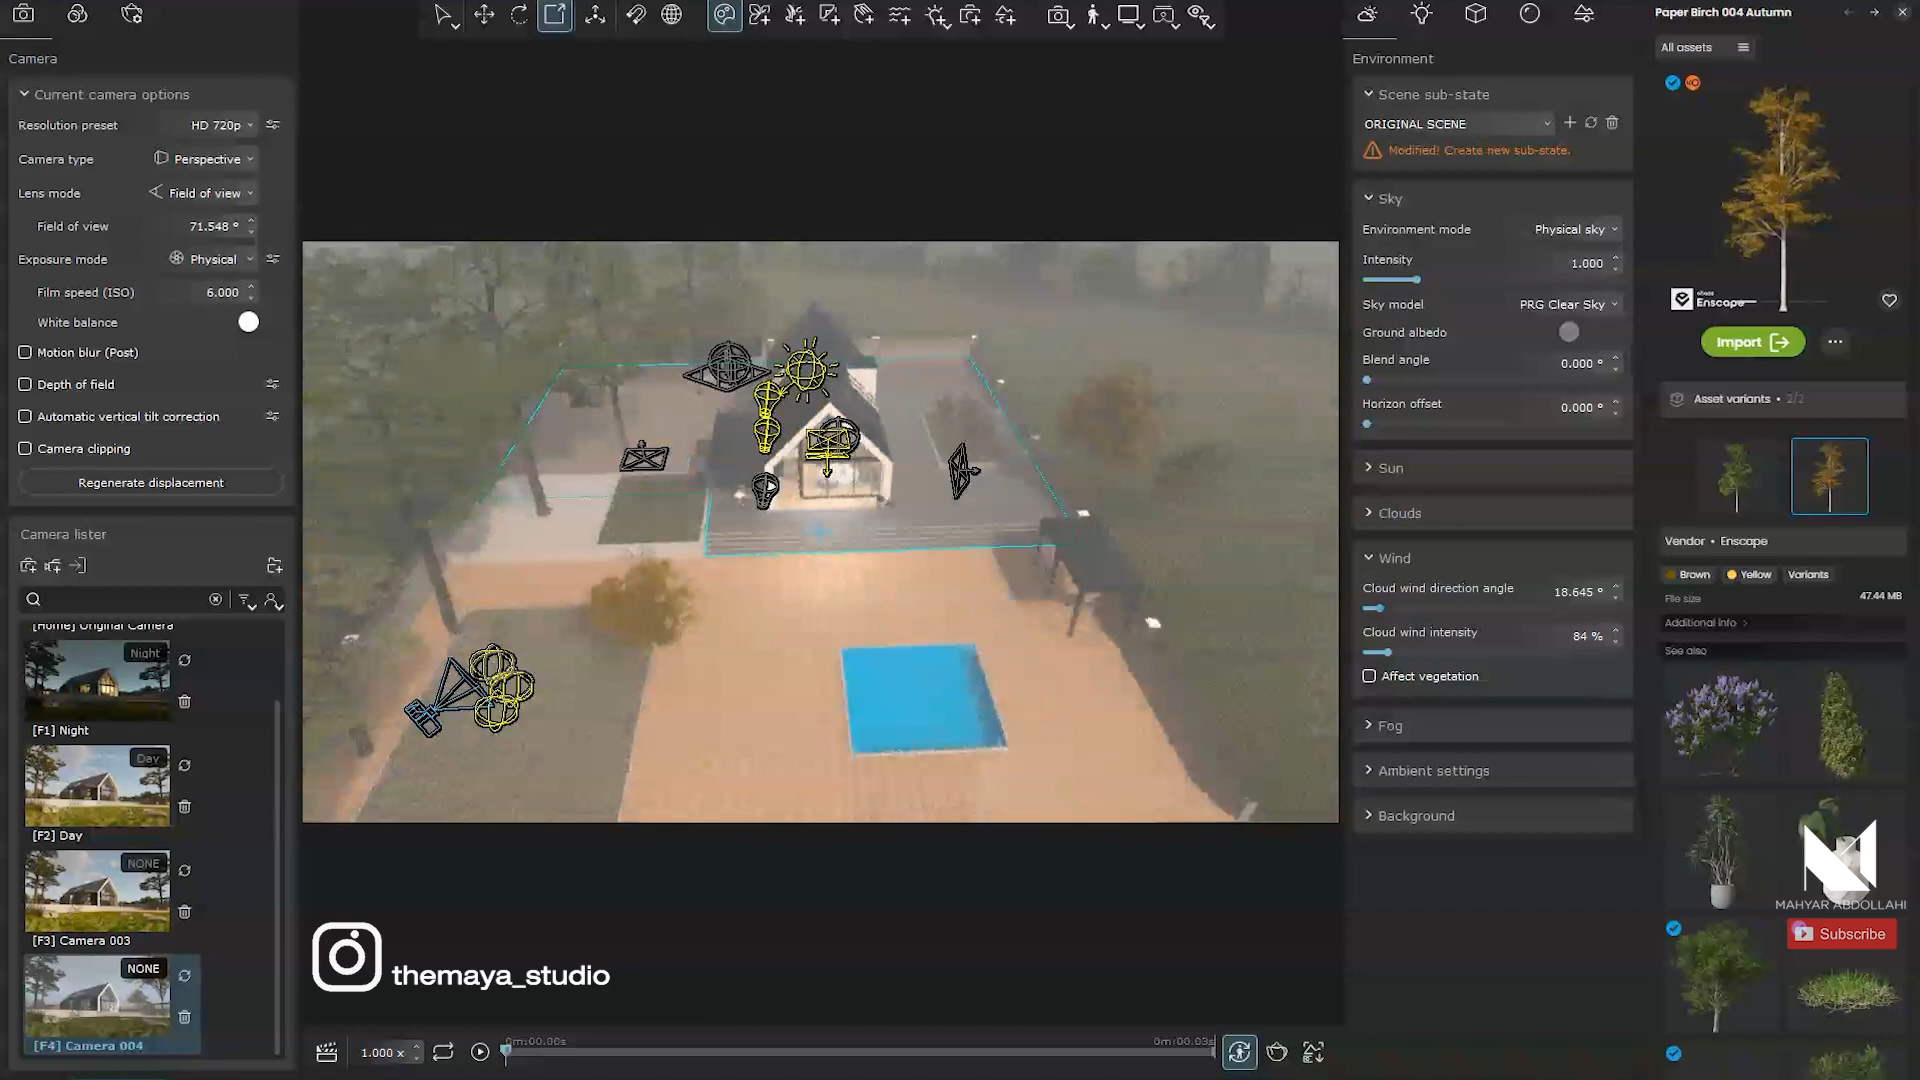 Camera
Current camera options
Resolution preset
HD 720p
Camera type
Perspective
Lens mode
Field of view
Field of view
71.548 °
Exposure mode
Physical
Film speed (ISO)
6.000
White balance
Motion blur (Post)
Depth of field
Automatic vertical tilt correction
Camera clipping
Regenerate displacement
Camera lister
[Home] Original Camera
Night
[F1] Night
Day
[F2] Day
NONE
[F3] Camera 003
NONE
[F4] Camera 004
themaya_studio
1.000 x
0m:00.00s
0m:00.03s
Environment
Scene sub-state
ORIGINAL SCENE
Modified! Create new sub-state.
Sky
Environment mode
Physical sky
Intensity
1.000
Sky model
PRG Clear Sky
Ground albedo
Blend angle
0.000 °
Horizon offset
0.000 °
Sun
Clouds
Wind
Cloud wind direction angle
18.645 °
Cloud wind intensity
84 %
Affect vegetation
Fog
Ambient settings
Background
Paper Birch 004 Autumn
All assets
Enscape
Import
Asset variants • 2/2
Vendor • Enscape
Brown
Yellow
Variants
File size
47.44 MB
Additional info
See also
MAHYAR ABDOLLAHI
Subscribe